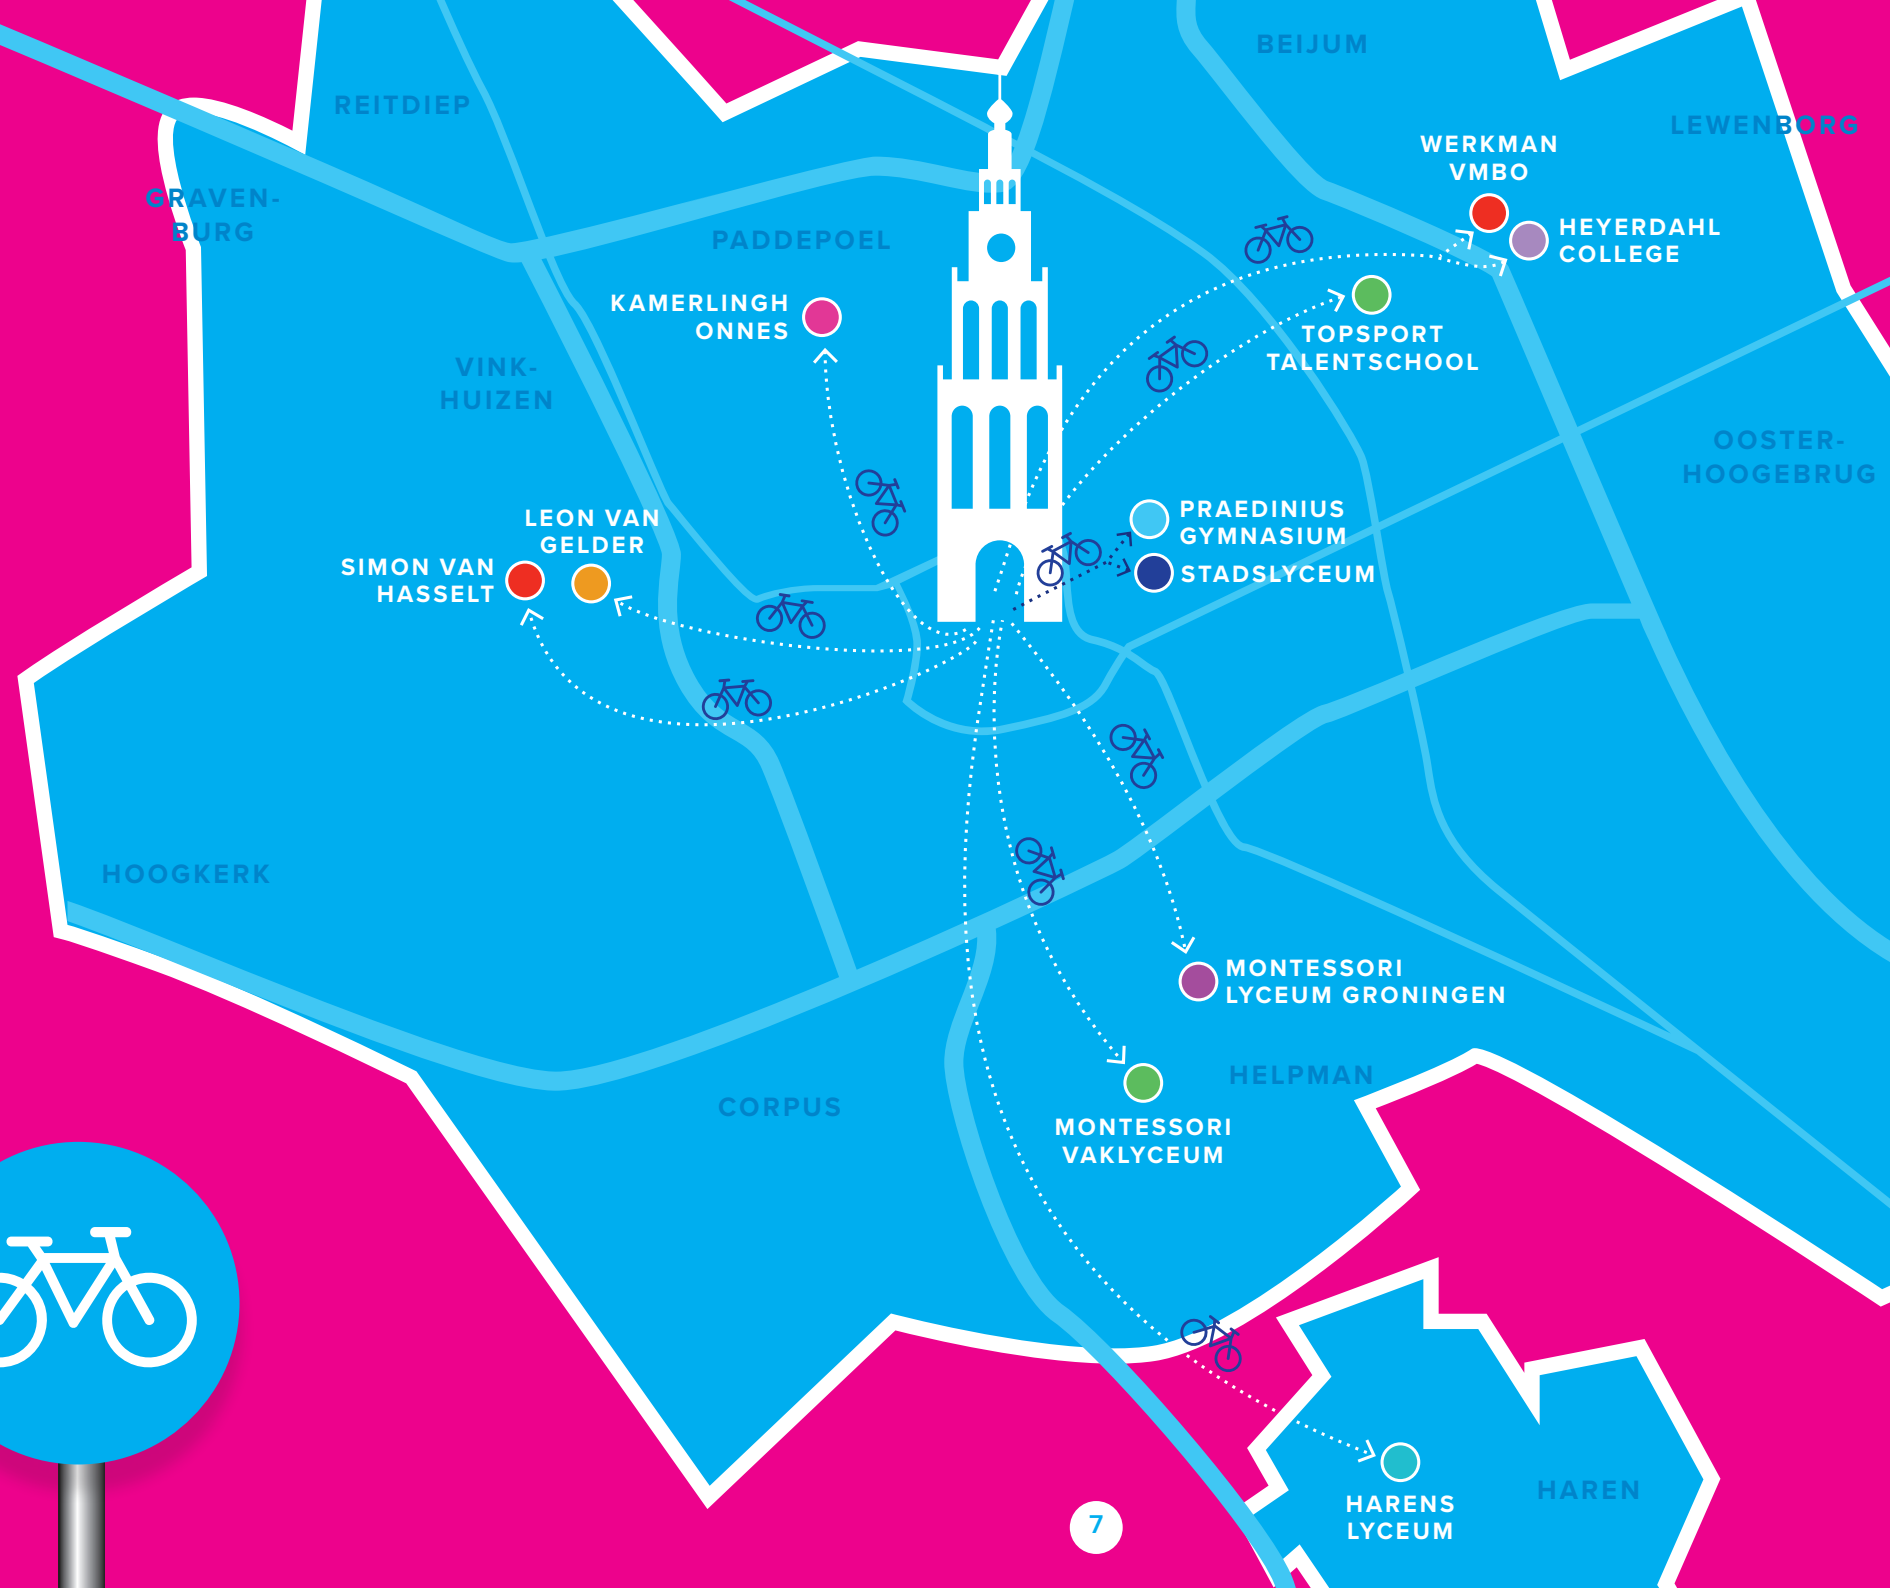 BEIJUM
REITDIEP
LEWENBORG
WERKMAN
VMBO
GRAVEN-
BURG
HEYERDAHL
COLLEGE
PADDEPOEL
KAMERLINGH
ONNES
TOPSPORT
TALENTSCHOOL
VINK-
HUIZEN
OOSTER-
HOOGEBRUG
LEON VAN
GELDER
PRAEDINIUS
GYMNASIUM
SIMON VAN
HASSELT
STADSLYCEUM
HOOGKERK
MONTESSORI
LYCEUM GRONINGEN
HELPMAN
CORPUS
MONTESSORI
VAKLYCEUM
HAREN
HARENS
LYCEUM
7